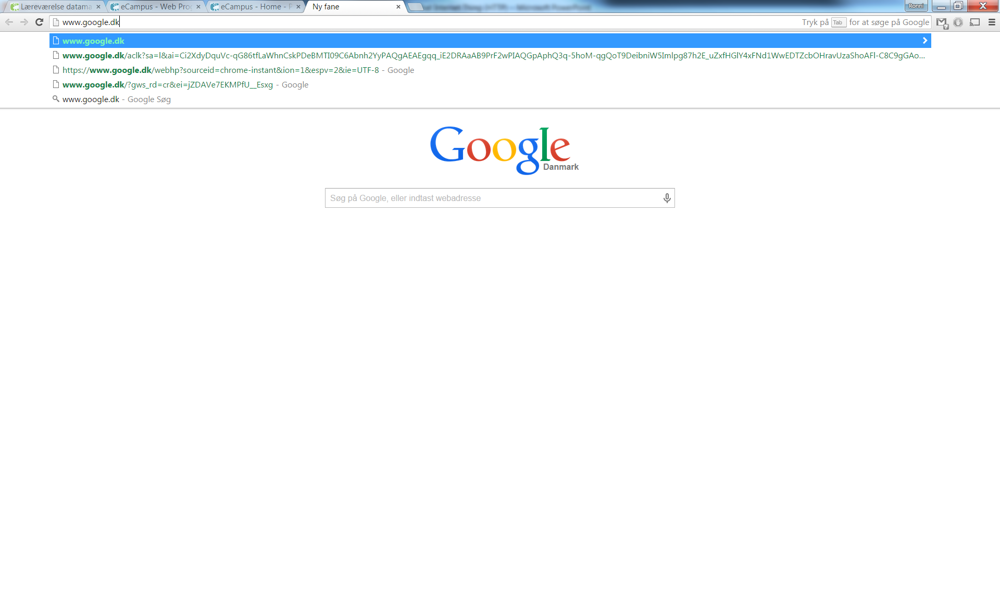 Læreværelse datama
eCampus - Web Prog
eCampus - Home - P
Ny fane
Ronni
www.google.dk
Tryk på Tab for at søge på Google
www.google.dk
www.google.dk/aclk?sa=l&ai=Ci2XdyDquVc-qG86tfLaWhnCskPDeBMTI09C6Abnh2YyPAQgAEAEgqq_iE2DRAaAB9PrF2wPIAQGpAphQ3q-5hoM-qgQoT9DeibniW5Imlpg87h2E_uZxfHGlY4xFNd1WwEDTZcbOHravUzaShoAFl-C8C9gGAo...
https://www.google.dk/webhp?sourceid=chrome-instant&ion=1&espv=2&ie=UTF-8 - Google
www.google.dk/?gws_rd=cr&ei=jZDAVe7EKMPfU__Esxg - Google
www.google.dk - Google Søg
Google
Danmark
Søg på Google, eller indtast webadresse